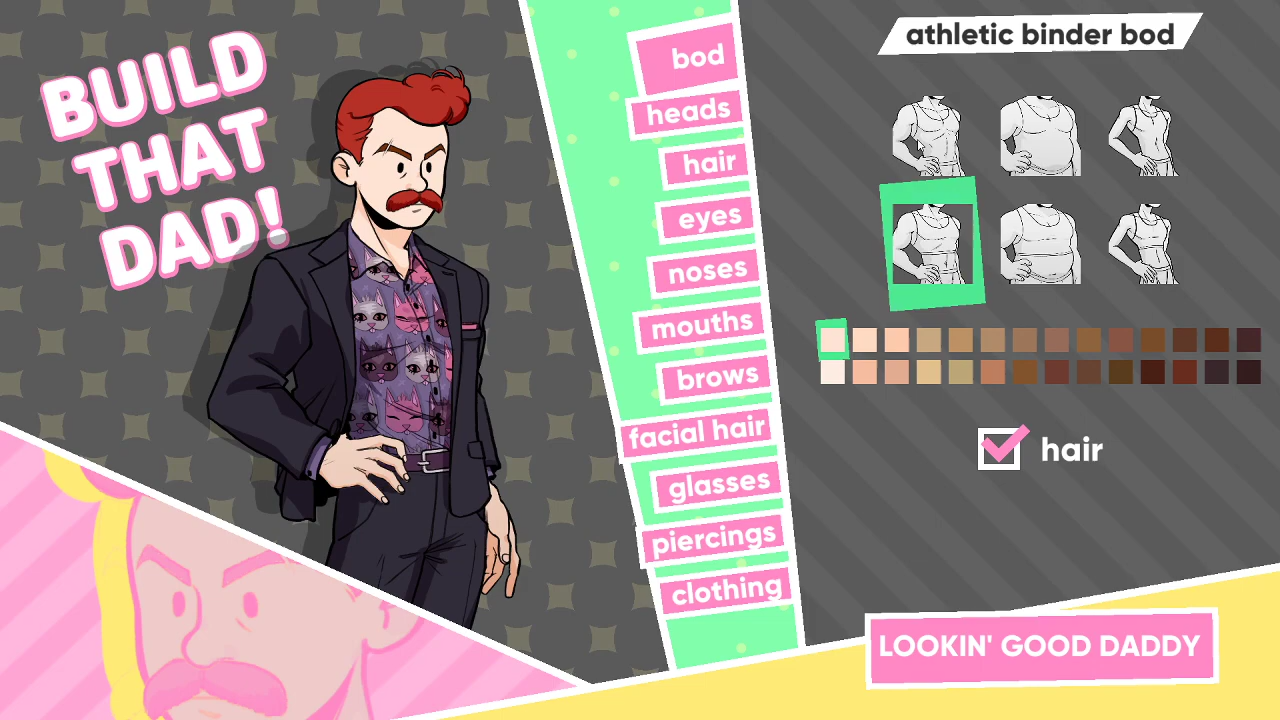 BUILD
THAT
DAD!
bod
heads
hair
eyes
noses
mouths
brows
facial hair
glasses
piercings
clothing
athletic binder bod
hair
LOOKIN' GOOD DADDY